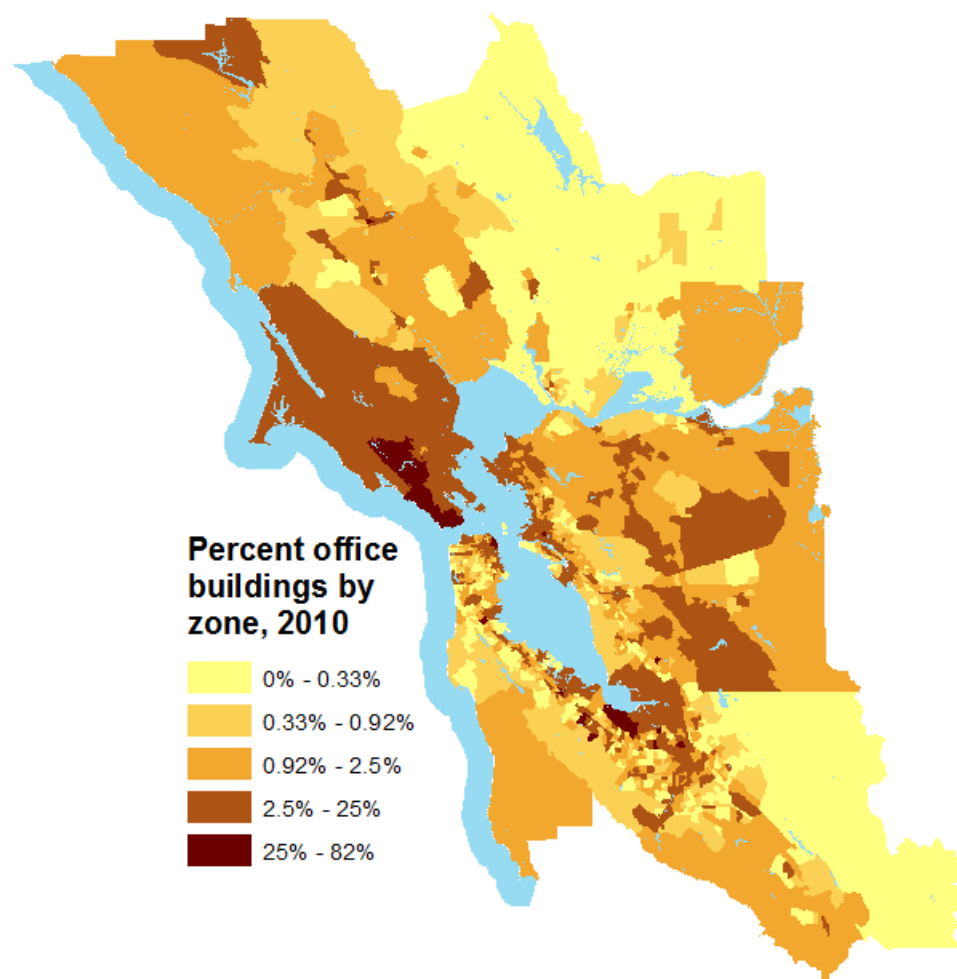 Percent office
buildings by
zone, 2010
0% - 0.33%
0.33% - 0.92%
0.92% - 2.5%
2.5% - 25%
25% - 82%